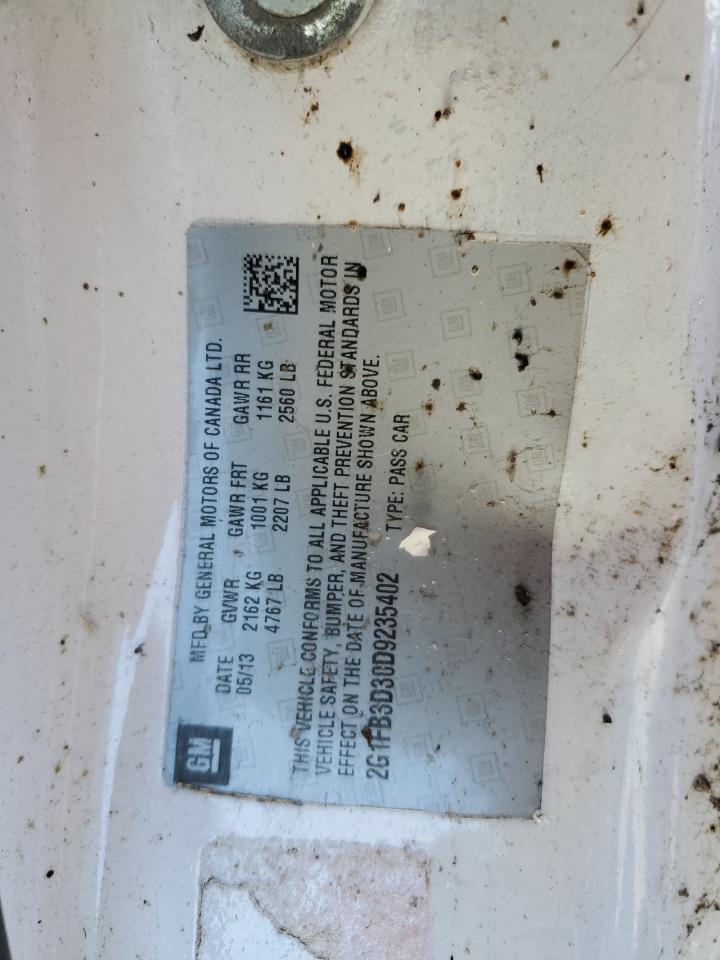 GM
MFD BY GENERAL MOTORS OF CANADA LTD.
DATE GVWR GAWR FRT GAWR RR
05/13 2162 KG 1001 KG 1161 KG
4767 LB 2207 LB 2560 LB
THIS VEHICLE CONFORMS TO ALL APPLICABLE U.S. FEDERAL MOTOR
VEHICLE SAFETY, BUMPER, AND THEFT PREVENTION STANDARDS IN
EFFECT ON THE DATE OF MANUFACTURE SHOWN ABOVE.
2G1FB3D30D9235402 TYPE: PASS CAR